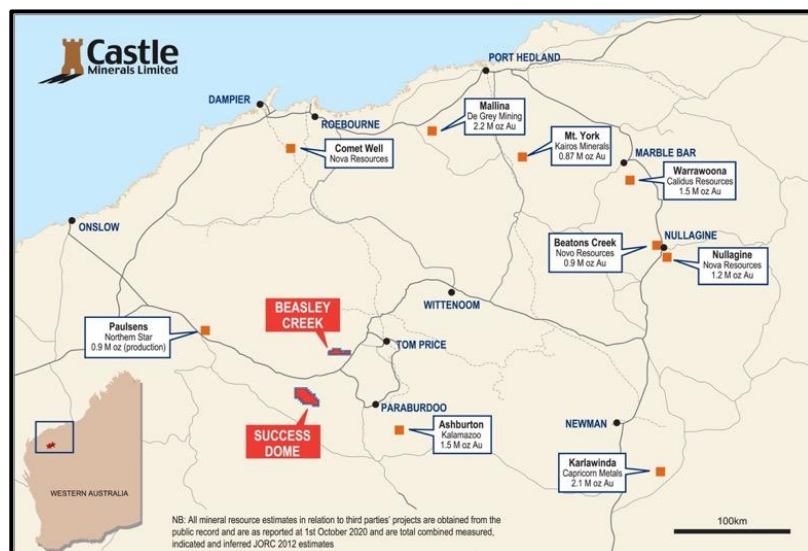 Castle
Minerals Limited
PORT HEDLAND
DAMPIER
ROEBOURNE
Mallina
De Grey Mining
2.2 M oz Au
Comet Well
Nova Resources
Mt. York
Kairos Minerals
0.87 M oz Au
MARBLE BAR
Warrawoona
Calidus Resources
1.5 M oz Au
ONSLOW
Beatons Creek
Novo Resources
0.9 M oz Au
NULLAGINE
Nullagine
Nova Resources
1.2 M oz Au
WITTENOOM
BEASLEY
CREEK
Paulsens
Northern Star
0.9 M oz (production)
TOM PRICE
PARABURDOO
SUCCESS
DOME
Ashburton
Kalamazoo
1.5 M oz Au
NEWMAN
Karlawinda
Capricorn Metals
2.1 M oz Au
WESTERN AUSTRALIA
NB: All mineral resource estimates in relation to third parties' projects are obtained from the
public record and are as reported at 1st October 2020 and are total combined measured,
indicated and inferred JORC 2012 estimates
100km